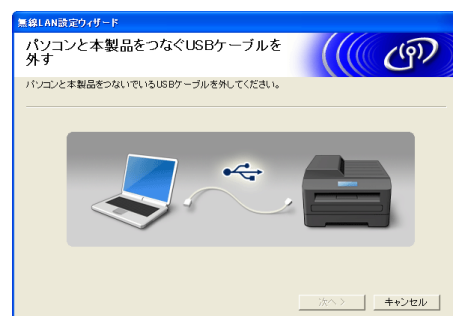 無線LAN設定ウィザード
パソコンと本製品をつなぐUSBケーブルを
外す
パソコンと本製品をつないでいるUSBケーブルを外してください。
次へ >
キャンセル